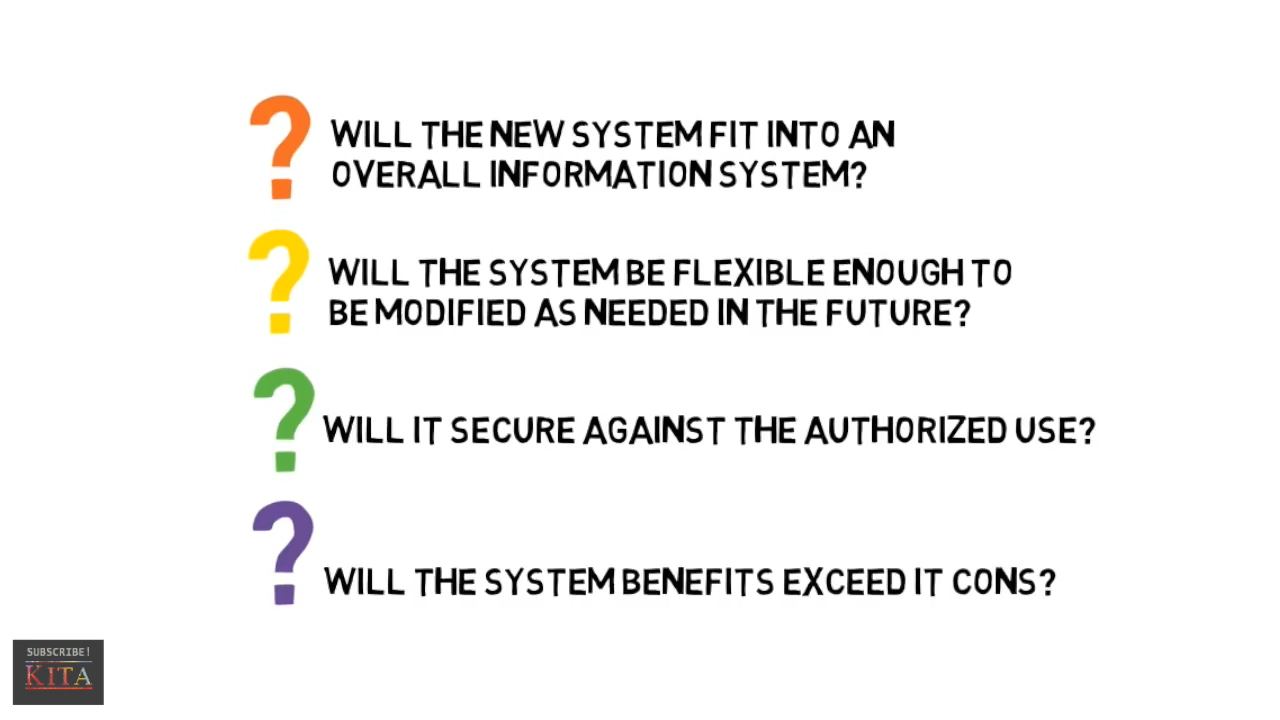 WILL THE NEW SYSTEM FIT INTO AN
OVERALL INFORMATION SYSTEM?
WILL THE SYSTEM BE FLEXIBLE ENOUGH TO
BE MODIFIED AS NEEDED IN THE FUTURE?
WILL IT SECURE AGAINST THE AUTHORIZED USE?
WILL THE SYSTEM BENEFITS EXCEED IT CONS?
SUBSCRIBE!
KITA